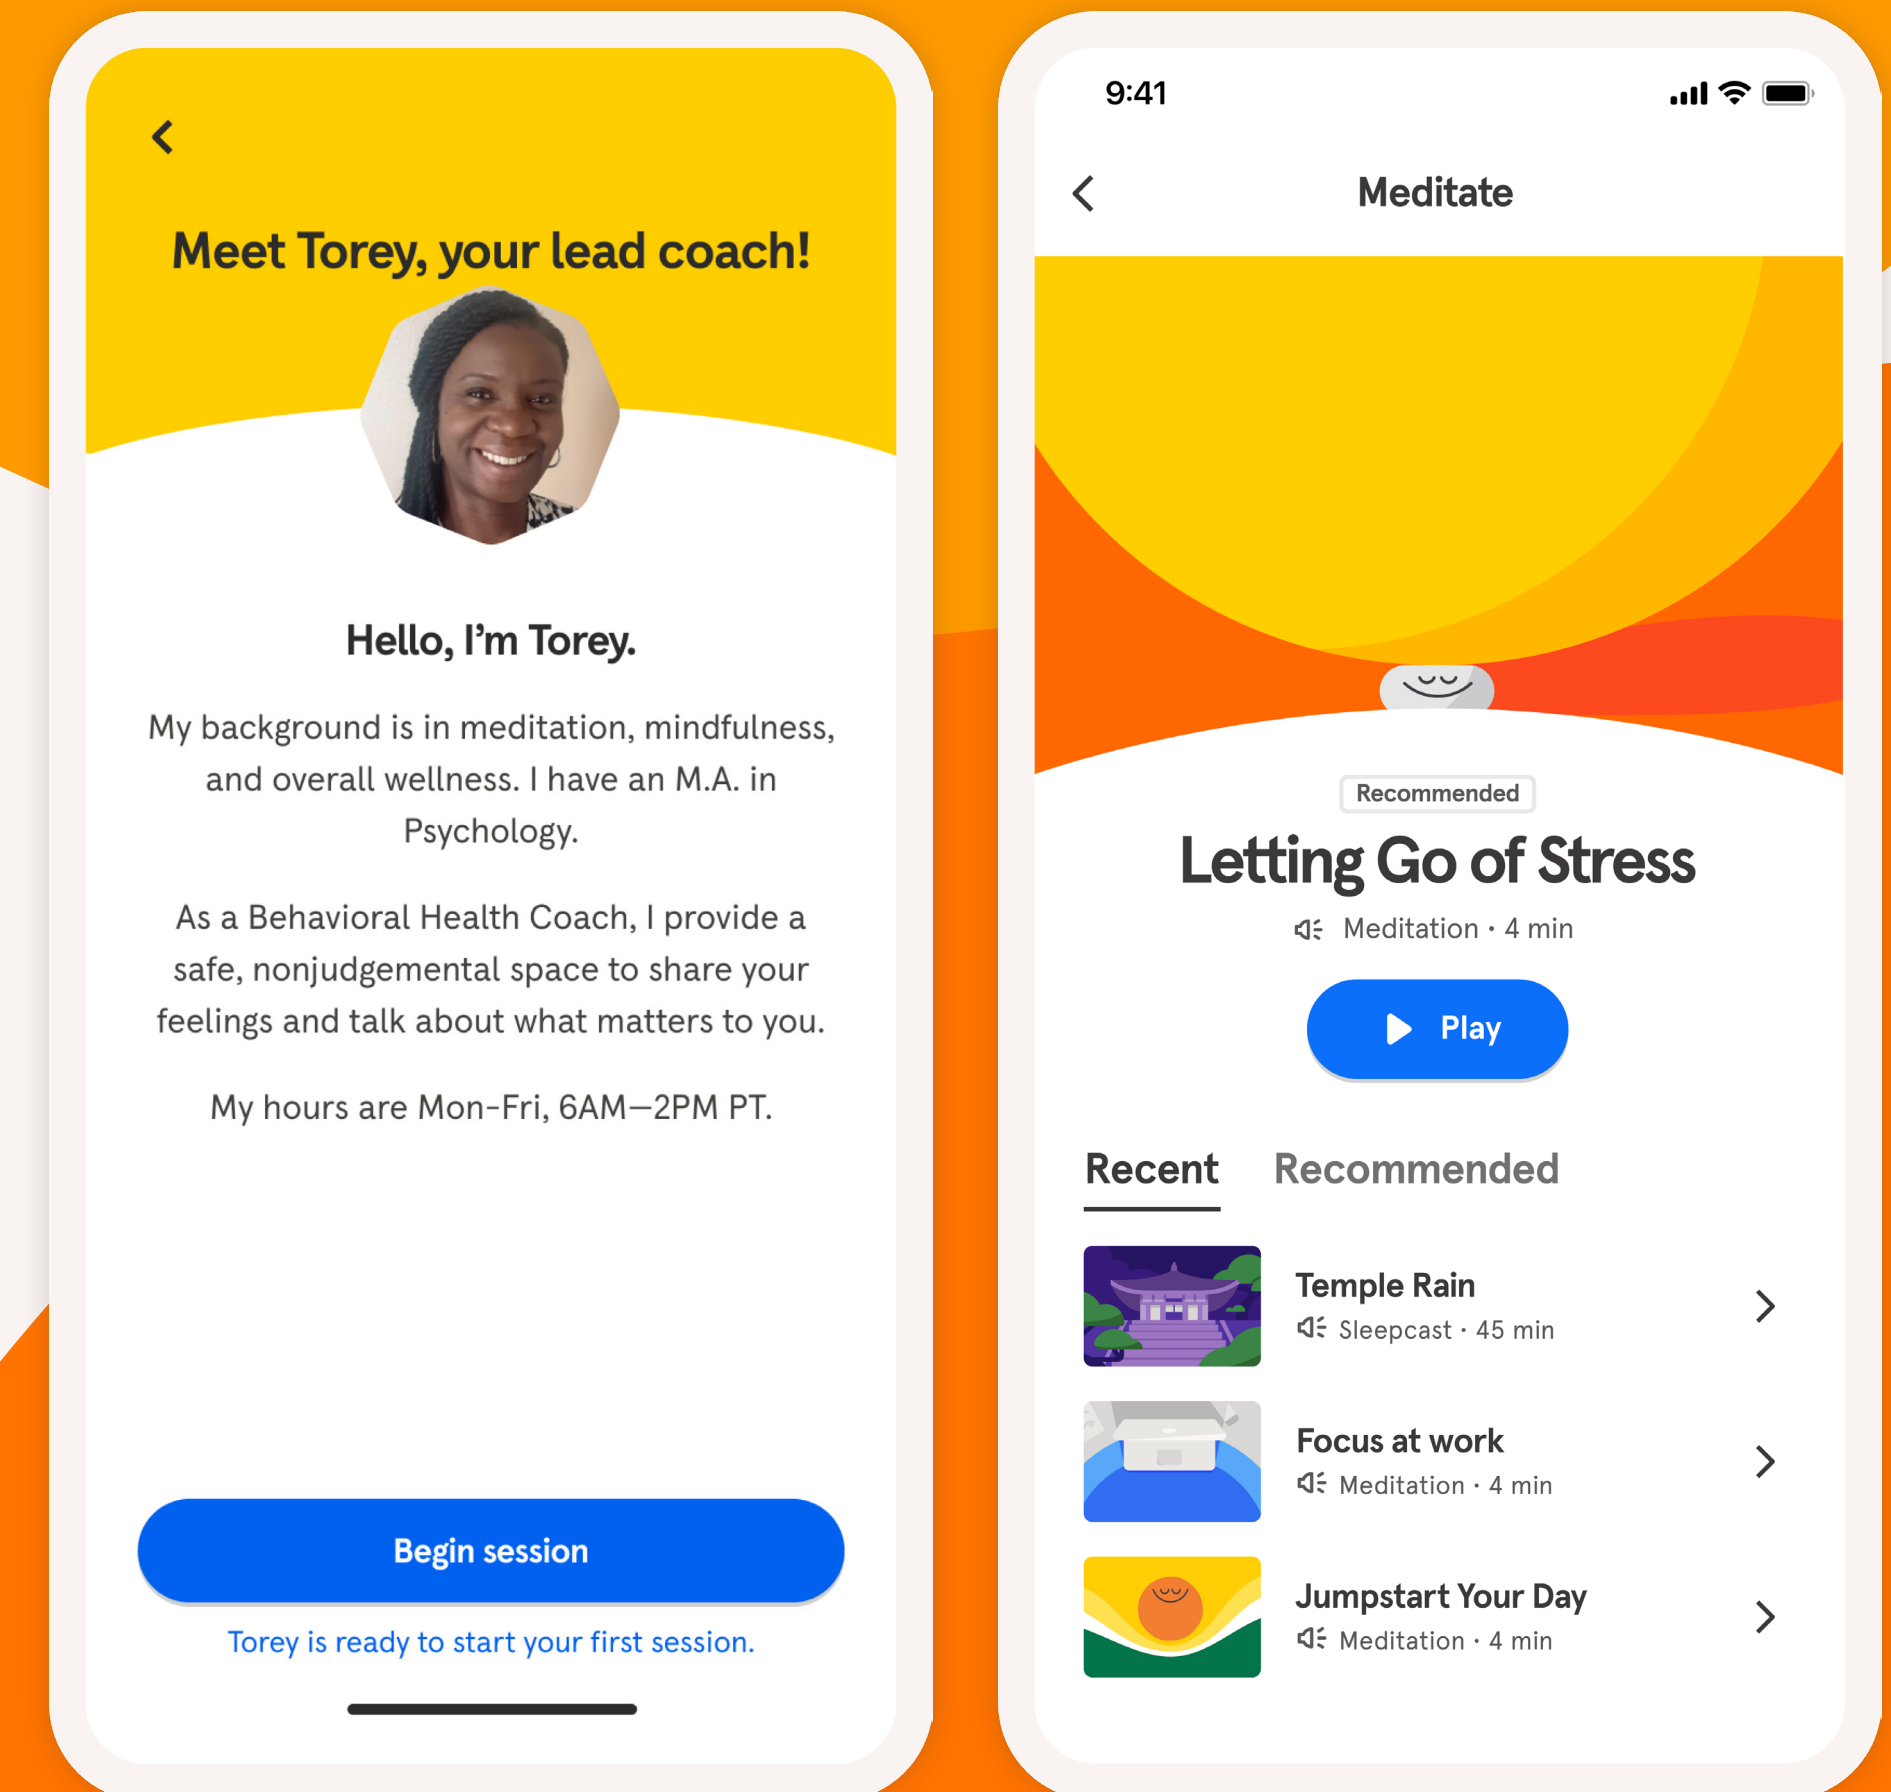 Meet Torey, your lead coach!
Hello, I’m Torey.
My background is in meditation, mindfulness,
and overall wellness. I have an M.A. in
Psychology.
As a Behavioral Health Coach, I provide a
safe, nonjudgemental space to share your
feelings and talk about what matters to you.
My hours are Mon-Fri, 6AM—2PM PT.
Begin session
Torey is ready to start your first session.
9:41
Meditate
Recommended
Letting Go of Stress
Meditation • 4 min
Play
Recent Recommended
Temple Rain
Sleepcast • 45 min
Focus at work
Meditation • 4 min
Jumpstart Your Day
Meditation • 4 min